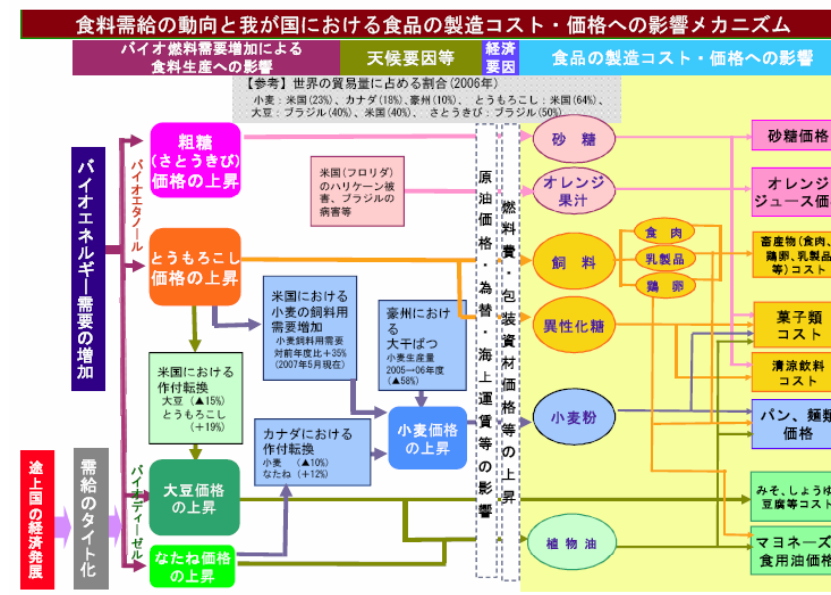 食料需給の動向と我が国における食品の製造コスト・価格への影響メカニズム
バイオ燃料需要増加による
食料生産への影響
天候要因等
経済
要因
食品の製造コスト・価格への影響
【参考】世界の貿易量に占める割合(2006年)
小麦：米国(23%)、カナダ(18%)、豪州(10%)、 とうもろこし：米国(64%)、
大豆：ブラジル(40%)、米国(40%)、 さとうきび：ブラジル(50%)
バイオエネルギー需要の増加
途上国の経済発展
需給のタイト化
バイオエタノール
バイオディーゼル
粗糖
(さとうきび)
価格の上昇
とうもろこし
価格の上昇
米国における
作付転換
大豆 (▲15%)
とうもろこし
(+19%)
大豆価格
の上昇
なたね価格
の上昇
米国(フロリダ)
のハリケーン被
害、ブラジルの
病害等
米国における
小麦の飼料用
需要増加
小麦飼料用需要
対前年度比+35%
(2007年5月現在)
豪州におけ
る
大干ばつ
小麦生産量
2005→06年度
(▲58%)
カナダにおける
作付転換
小麦 (▲10%)
なたね (+12%)
小麦価格
の上昇
原油価格・為替・海上運賃等の影響
燃料費・包装資材価格等の上昇
砂 糖
オレンジ
果汁
飼 料
異性化糖
小麦粉
植物油
食 肉
乳製品
鶏 卵
砂糖価格
オレンジ
ジュース価
畜産物(食肉、
鶏卵、乳製品
等)コスト
菓子類
コスト
清涼飲料
コスト
パン、麺類
価格
みそ、しょうゆ
豆腐等コスト
マヨネーズ
食用油価格